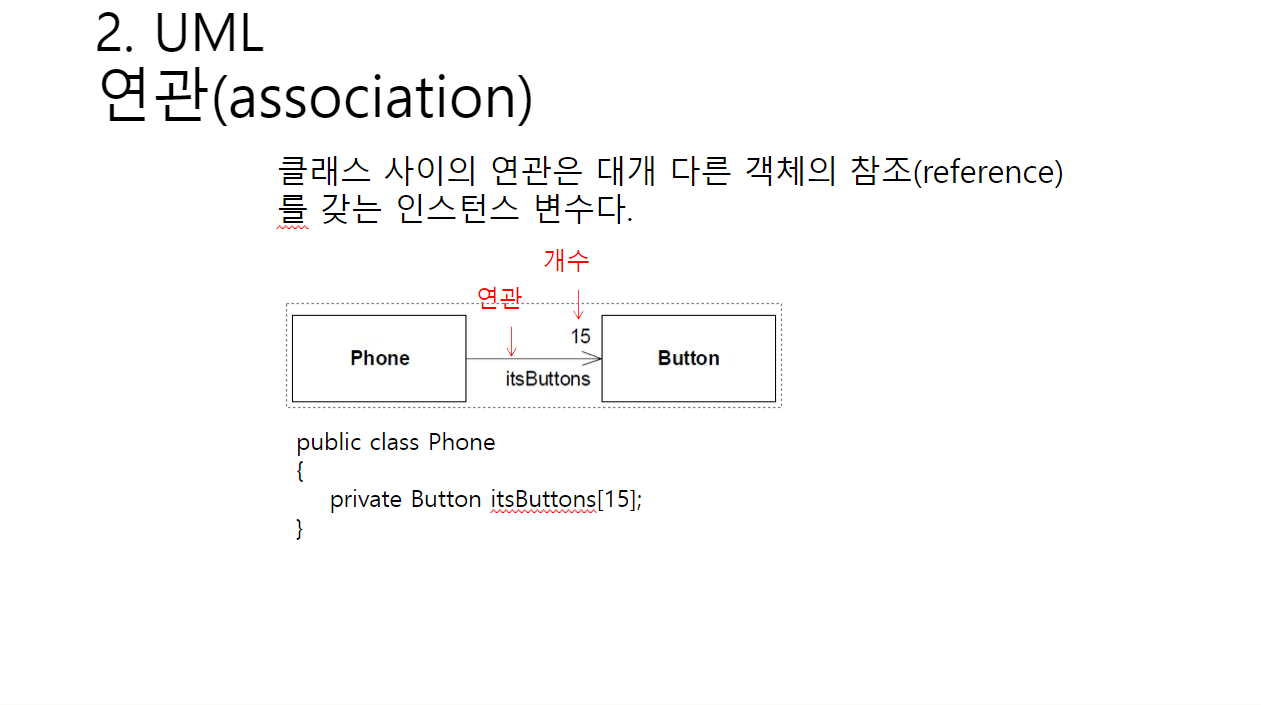 2. UML
연관(association)
클래스 사이의 연관은 대개 다른 객체의 참조(reference)
를 갖는 인스턴스 변수다.
개수
연관
15
Phone
Button
itsButtons
public class Phone
{
private Button itsButtons[15];
}